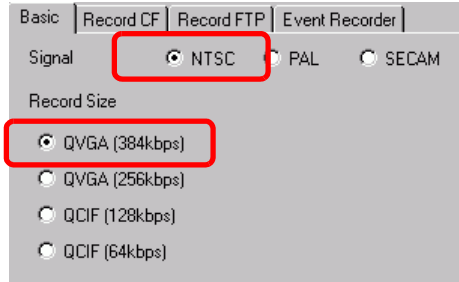 Basic Record CF Record FTP Event Recorder
Signal NTSC PAL SECAM
Record Size
QVGA (384kbps)
QVGA (256kbps)
QCIF (128kbps)
QCIF (64kbps)